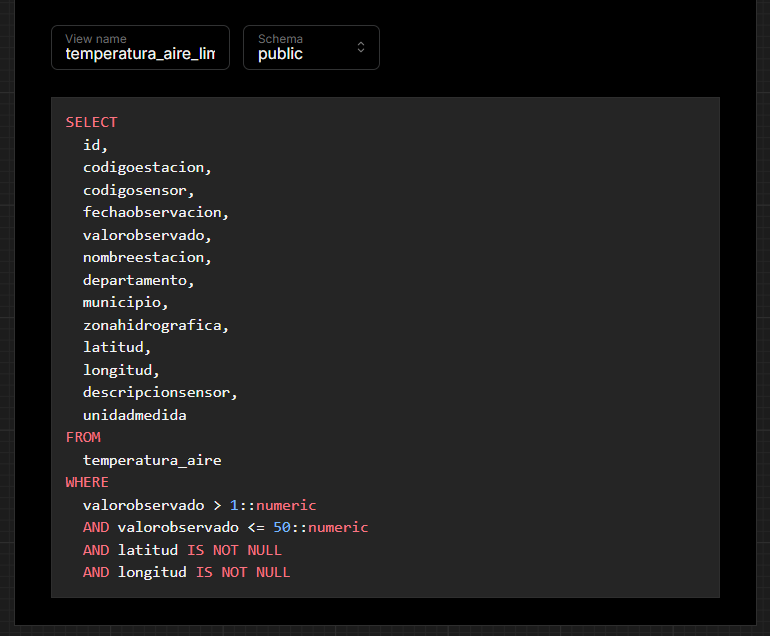 View name
temperatura_aire_lim
Schema
public
SELECT
id,
codigoestacion,
codigosensor,
fechaobservacion,
valorobservado,
nombreestacion,
departamento,
municipio,
zonahidrografica,
latitud,
longitud,
descripcionsensor,
unidadmedida
FROM
temperatura_aire
WHERE
valorobservado > 1::numeric
AND valorobservado <= 50::numeric
AND latitud IS NOT NULL
AND longitud IS NOT NULL